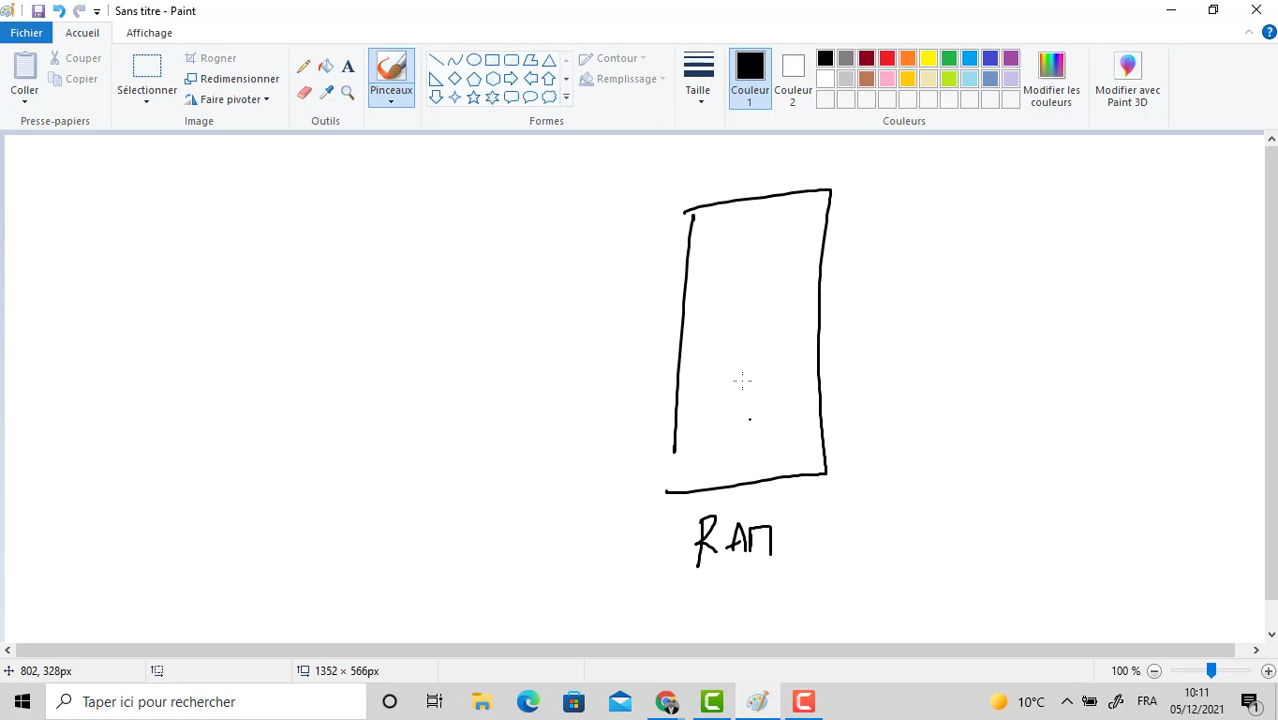 Sans titre - Paint
Fichier Accueil Affichage
Coller
Couper
Copier
Presse-papiers
Sélectionner
Rogner
Redimensionner
Faire pivoter
Image
Outils
Pinceaux
Contour
Remplissage
Formes
Taille
Couleur 1
Couleur 2
Modifier les couleurs
Couleurs
Modifier avec Paint 3D
RAM
802, 328px
1352 × 566px
100 %
Taper ici pour rechercher
10°C
FRA
10:11
05/12/2021
1